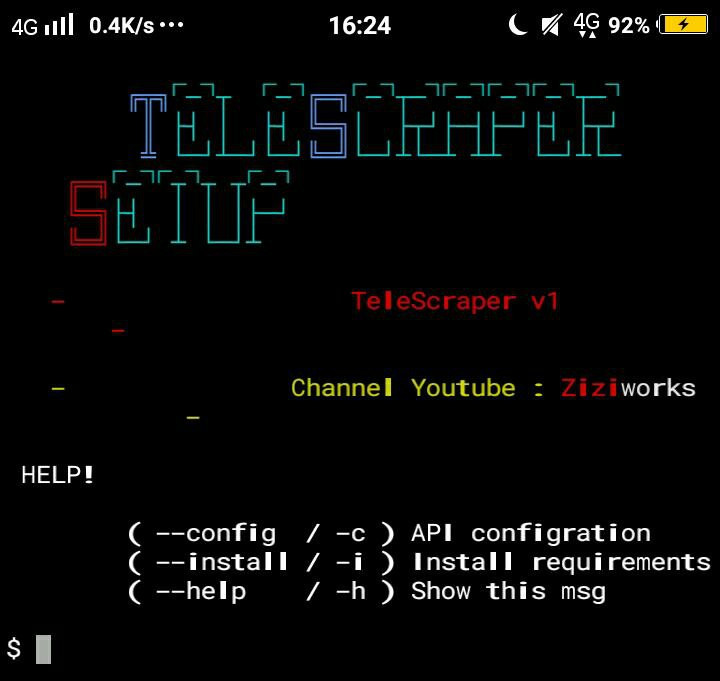 4G 0.4K/s ••• 16:24 4G 92%
TeleScraper
Setup
– TeleScraper v1
–
– Channel Youtube : Ziziworks
–
HELP!
( --config / -c ) API configration
( --install / -i ) Install requirements
( --help / -h ) Show this msg
$